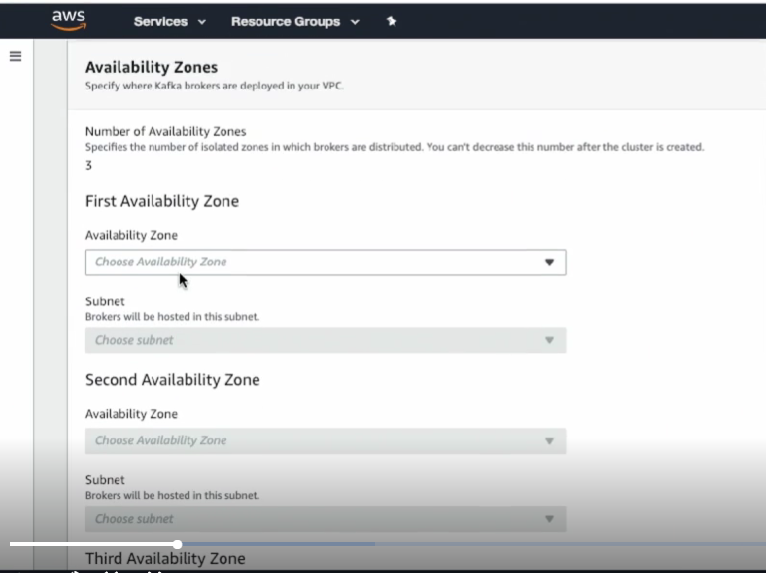 aws
Services
Resource Groups
Availability Zones
Specify where Kafka brokers are deployed in your VPC.
Number of Availability Zones
Specifies the number of isolated zones in which brokers are distributed. You can't decrease this number after the cluster is created.
3
First Availability Zone
Availability Zone
Choose Availability Zone
Subnet
Brokers will be hosted in this subnet.
Choose subnet
Second Availability Zone
Availability Zone
Choose Availability Zone
Subnet
Brokers will be hosted in this subnet.
Choose subnet
Third Availability Zone